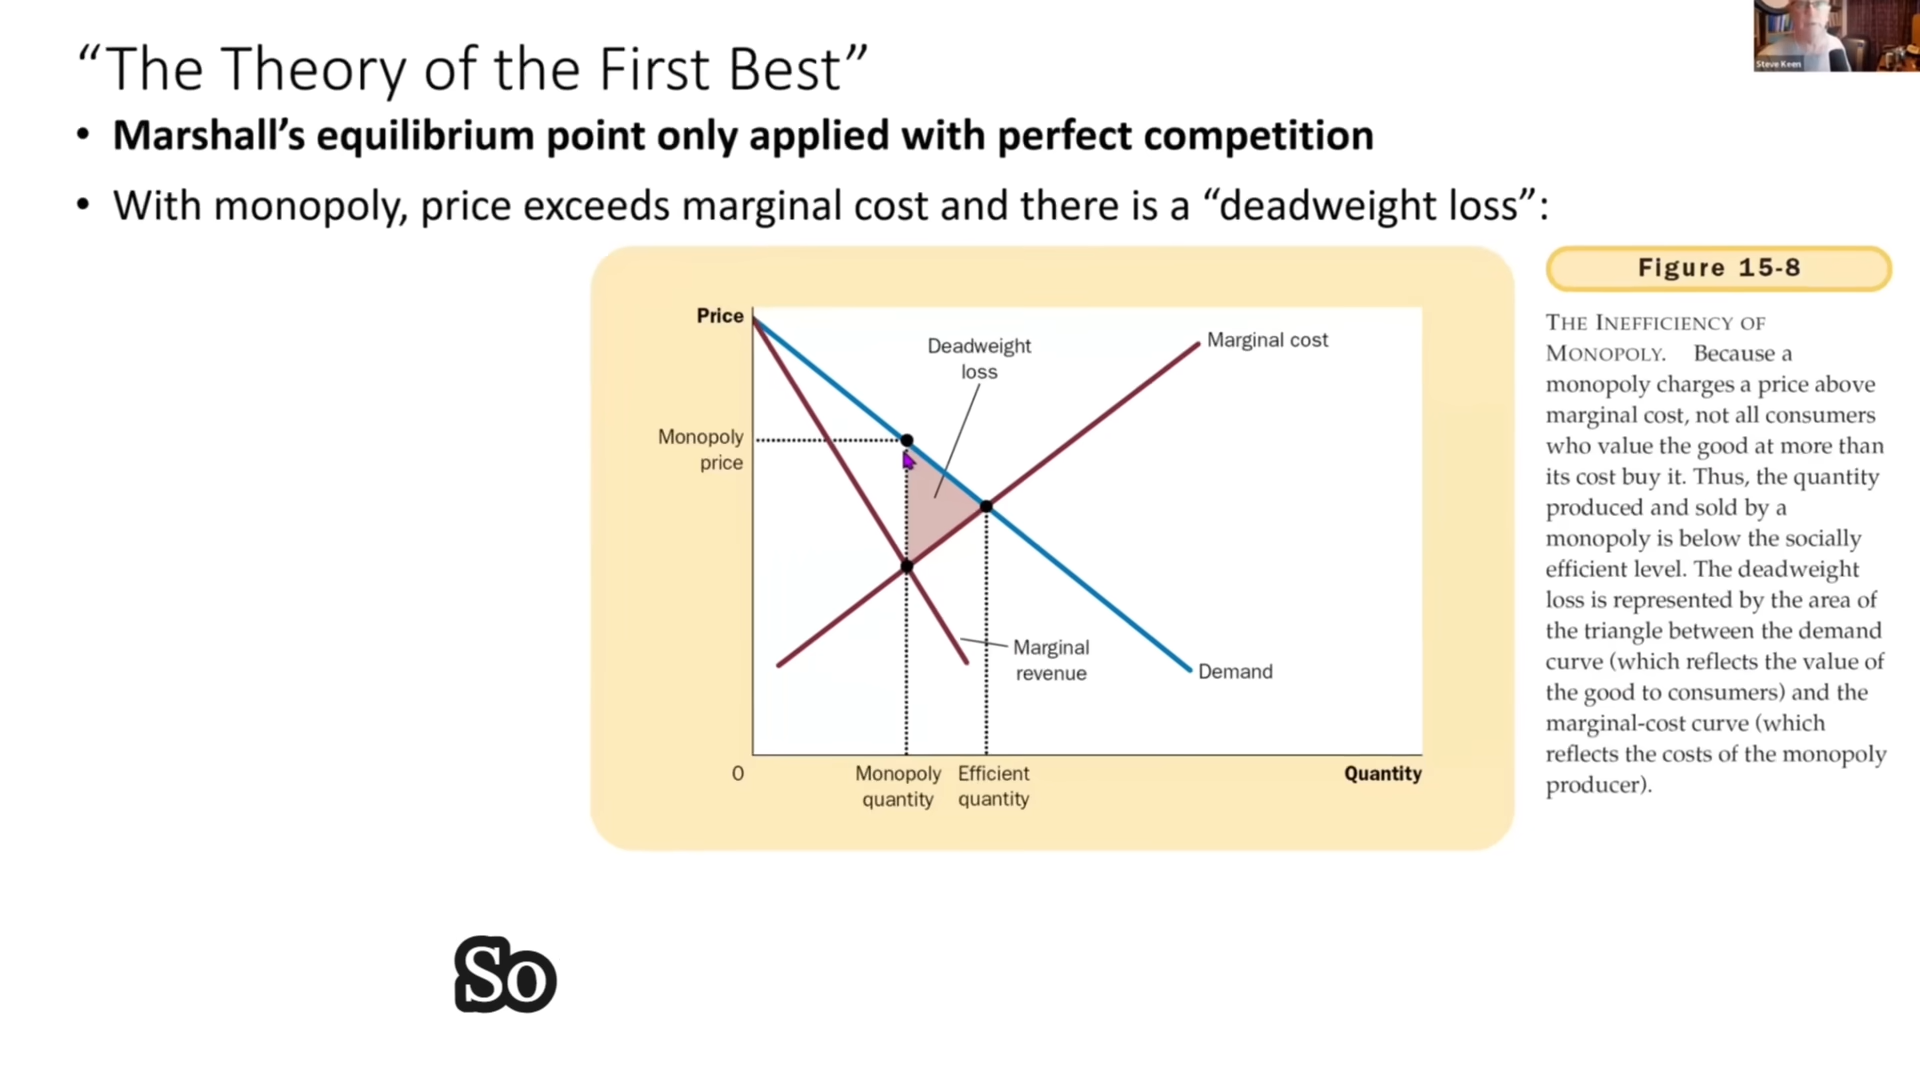 “The Theory of the First Best”
• Marshall’s equilibrium point only applied with perfect competition
• With monopoly, price exceeds marginal cost and there is a “deadweight loss”:
Steve Keen
Price
Monopoly
price
Deadweight
loss
Marginal cost
Marginal
revenue
Demand
0
Monopoly
quantity
Efficient
quantity
Quantity
Figure 15-8
THE INEFFICIENCY OF
MONOPOLY. Because a
monopoly charges a price above
marginal cost, not all consumers
who value the good at more than
its cost buy it. Thus, the quantity
produced and sold by a
monopoly is below the socially
efficient level. The deadweight
loss is represented by the area of
the triangle between the demand
curve (which reflects the value of
the good to consumers) and the
marginal-cost curve (which
reflects the costs of the monopoly
producer).
So